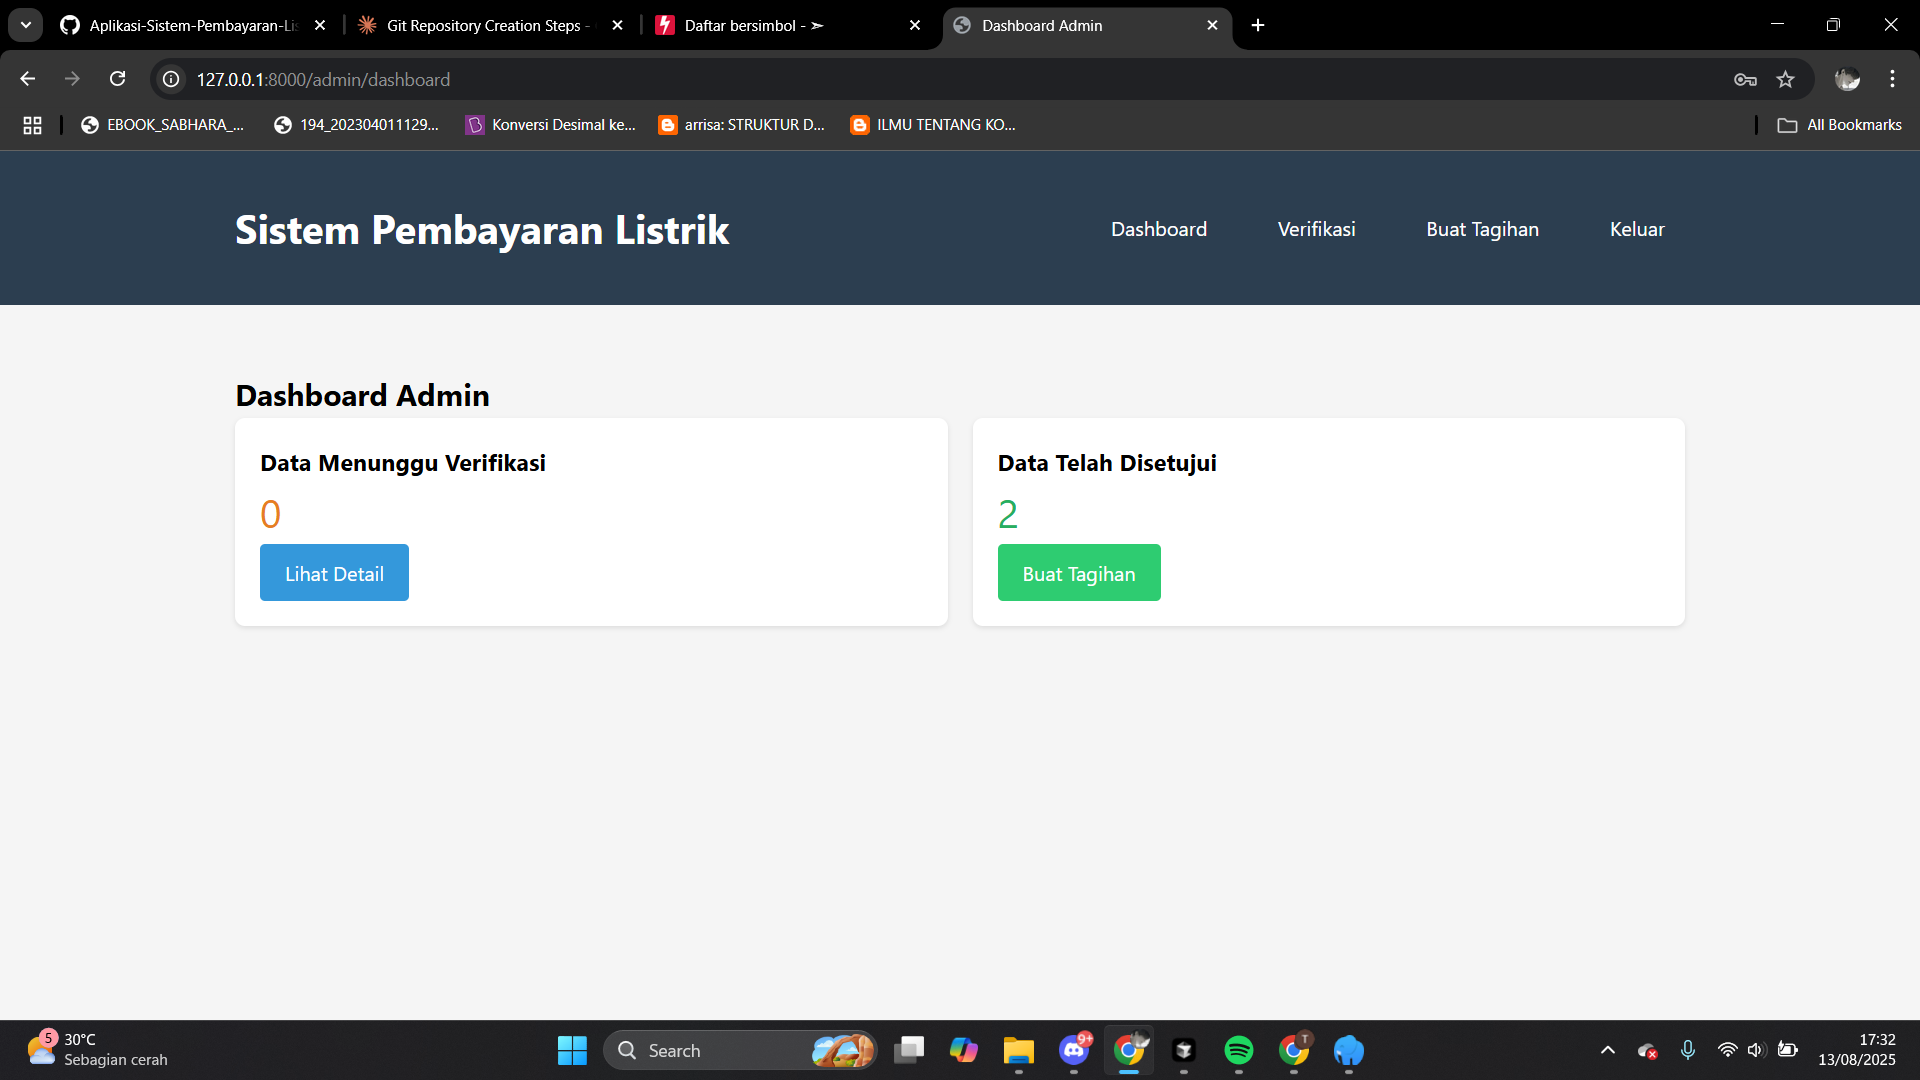 Aplikasi-Sistem-Pembayaran-Lis
Git Repository Creation Steps -
Daftar bersimbol - ➢
Dashboard Admin
127.0.0.1:8000/admin/dashboard
EBOOK_SABHARA_...
194_202304011129...
Konversi Desimal ke...
arrisa: STRUKTUR D...
ILMU TENTANG KO...
All Bookmarks
Sistem Pembayaran Listrik
Dashboard
Verifikasi
Buat Tagihan
Keluar
Dashboard Admin
Data Menunggu Verifikasi
0
Lihat Detail
Data Telah Disetujui
2
Buat Tagihan
5
30°C
Sebagian cerah
Search
9+
T
17:32
13/08/2025